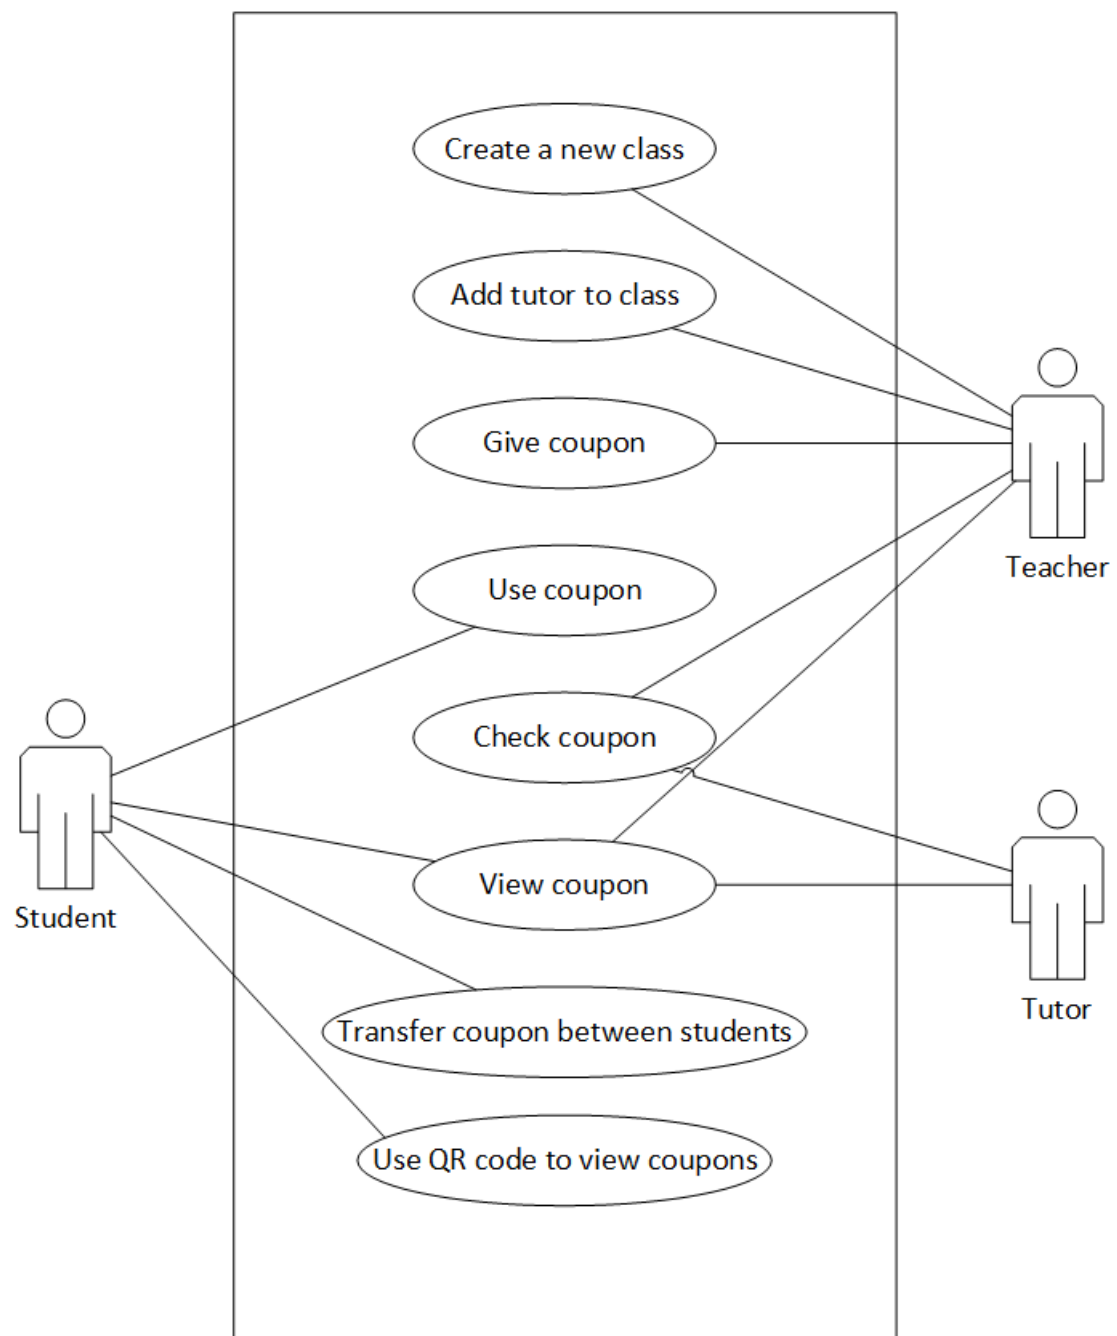 Create a new class
Add tutor to class
Give coupon
Use coupon
Teacher
Check coupon
View coupon
Student
Tutor
Transfer coupon between students
Use QR code to view coupons